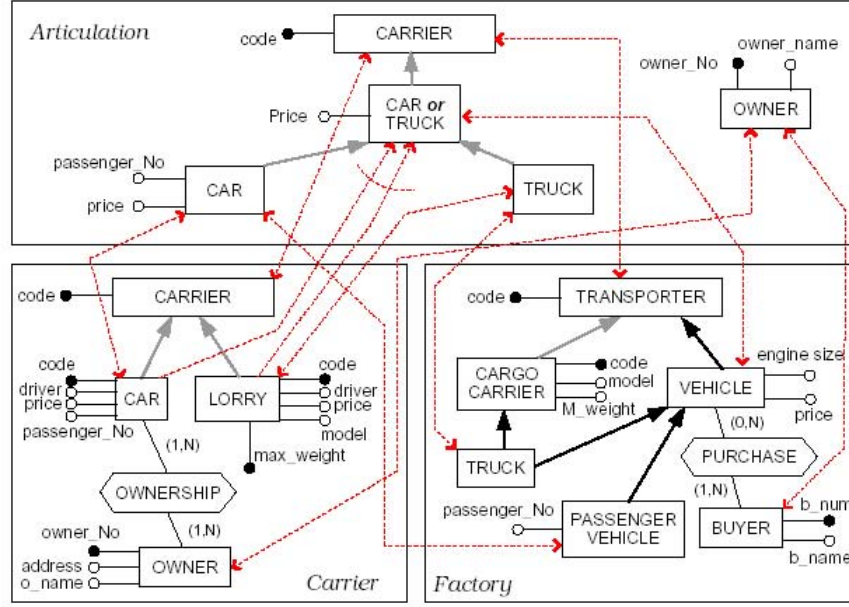 Articulation
code
CARRIER
owner_name
owner_No
Price
CAR or
TRUCK
OWNER
passenger_No
CAR
TRUCK
price
code
CARRIER
code
CAR
driver
price
passenger_No
LORRY
code
driver
price
model
max_weight
(1,N)
OWNERSHIP
(1,N)
owner_No
address
o_name
OWNER
Carrier
code
TRANSPORTER
CARGO
CARRIER
code
model
M_weight
VEHICLE
engine size
price
(0,N)
TRUCK
PURCHASE
(1,N)
passenger_No
PASSENGER
VEHICLE
BUYER
b_num
b_name
Factory